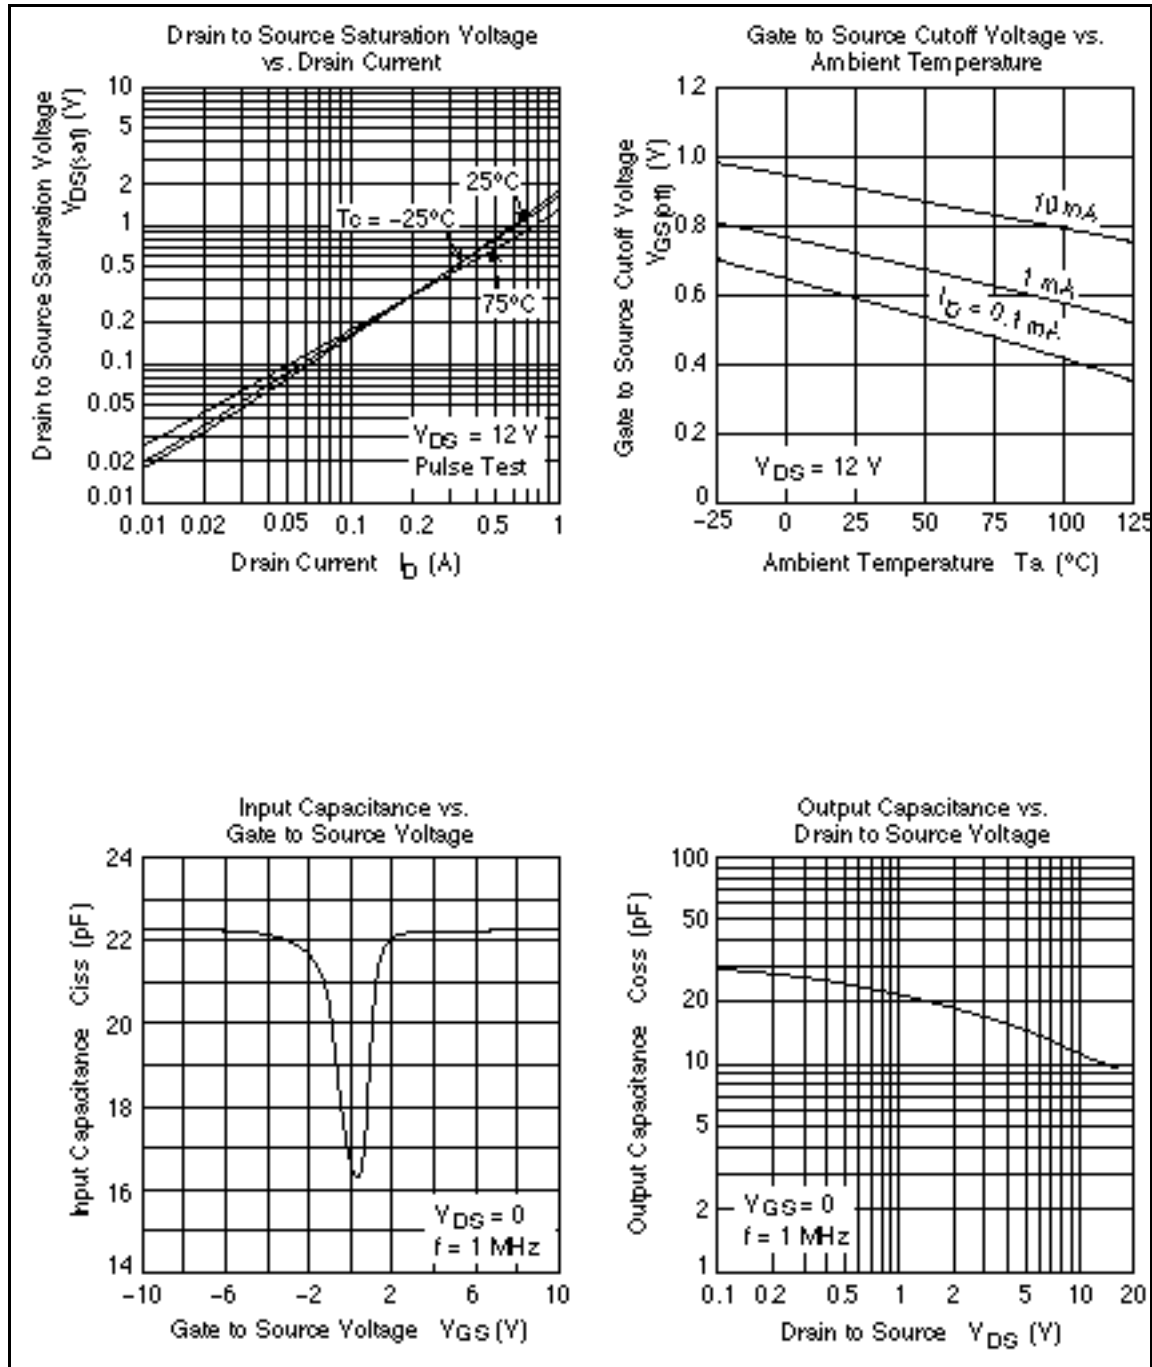 Drain to Source Saturation Voltage
vs. Drain Current
Drain to Source Saturation Voltage
VDS(sat) (V)
10
5
2
1
0.5
0.2
0.1
0.05
0.02
0.01
25°C
Tc = −25°C
75°C
VDS = 12 V
Pulse Test
0.01 0.02 0.05 0.1 0.2 0.5 1
Drain Current ID (A)
Gate to Source Cutoff Voltage vs.
Ambient Temperature
Gate to Source Cutoff Voltage
VGS(off) (V)
1.2
1.0
0.8
0.6
0.4
0.2
0
10 mA
1 mA
ID = 0.1 mA
VDS = 12 V
−25 0 25 50 75 100 125
Ambient Temperature Ta (°C)
Input Capacitance vs.
Gate to Source Voltage
Input Capacitance Ciss (pF)
24
22
20
18
16
14
VDS = 0
f = 1 MHz
−10 −6 −2 2 6 10
Gate to Source Voltage VGS (V)
Output Capacitance vs.
Drain to Source Voltage
Output Capacitance Coss (pF)
100
50
20
10
5
2
1
VGS = 0
f = 1 MHz
0.1 0.2 0.5 1 2 5 10 20
Drain to Source VDS (V)